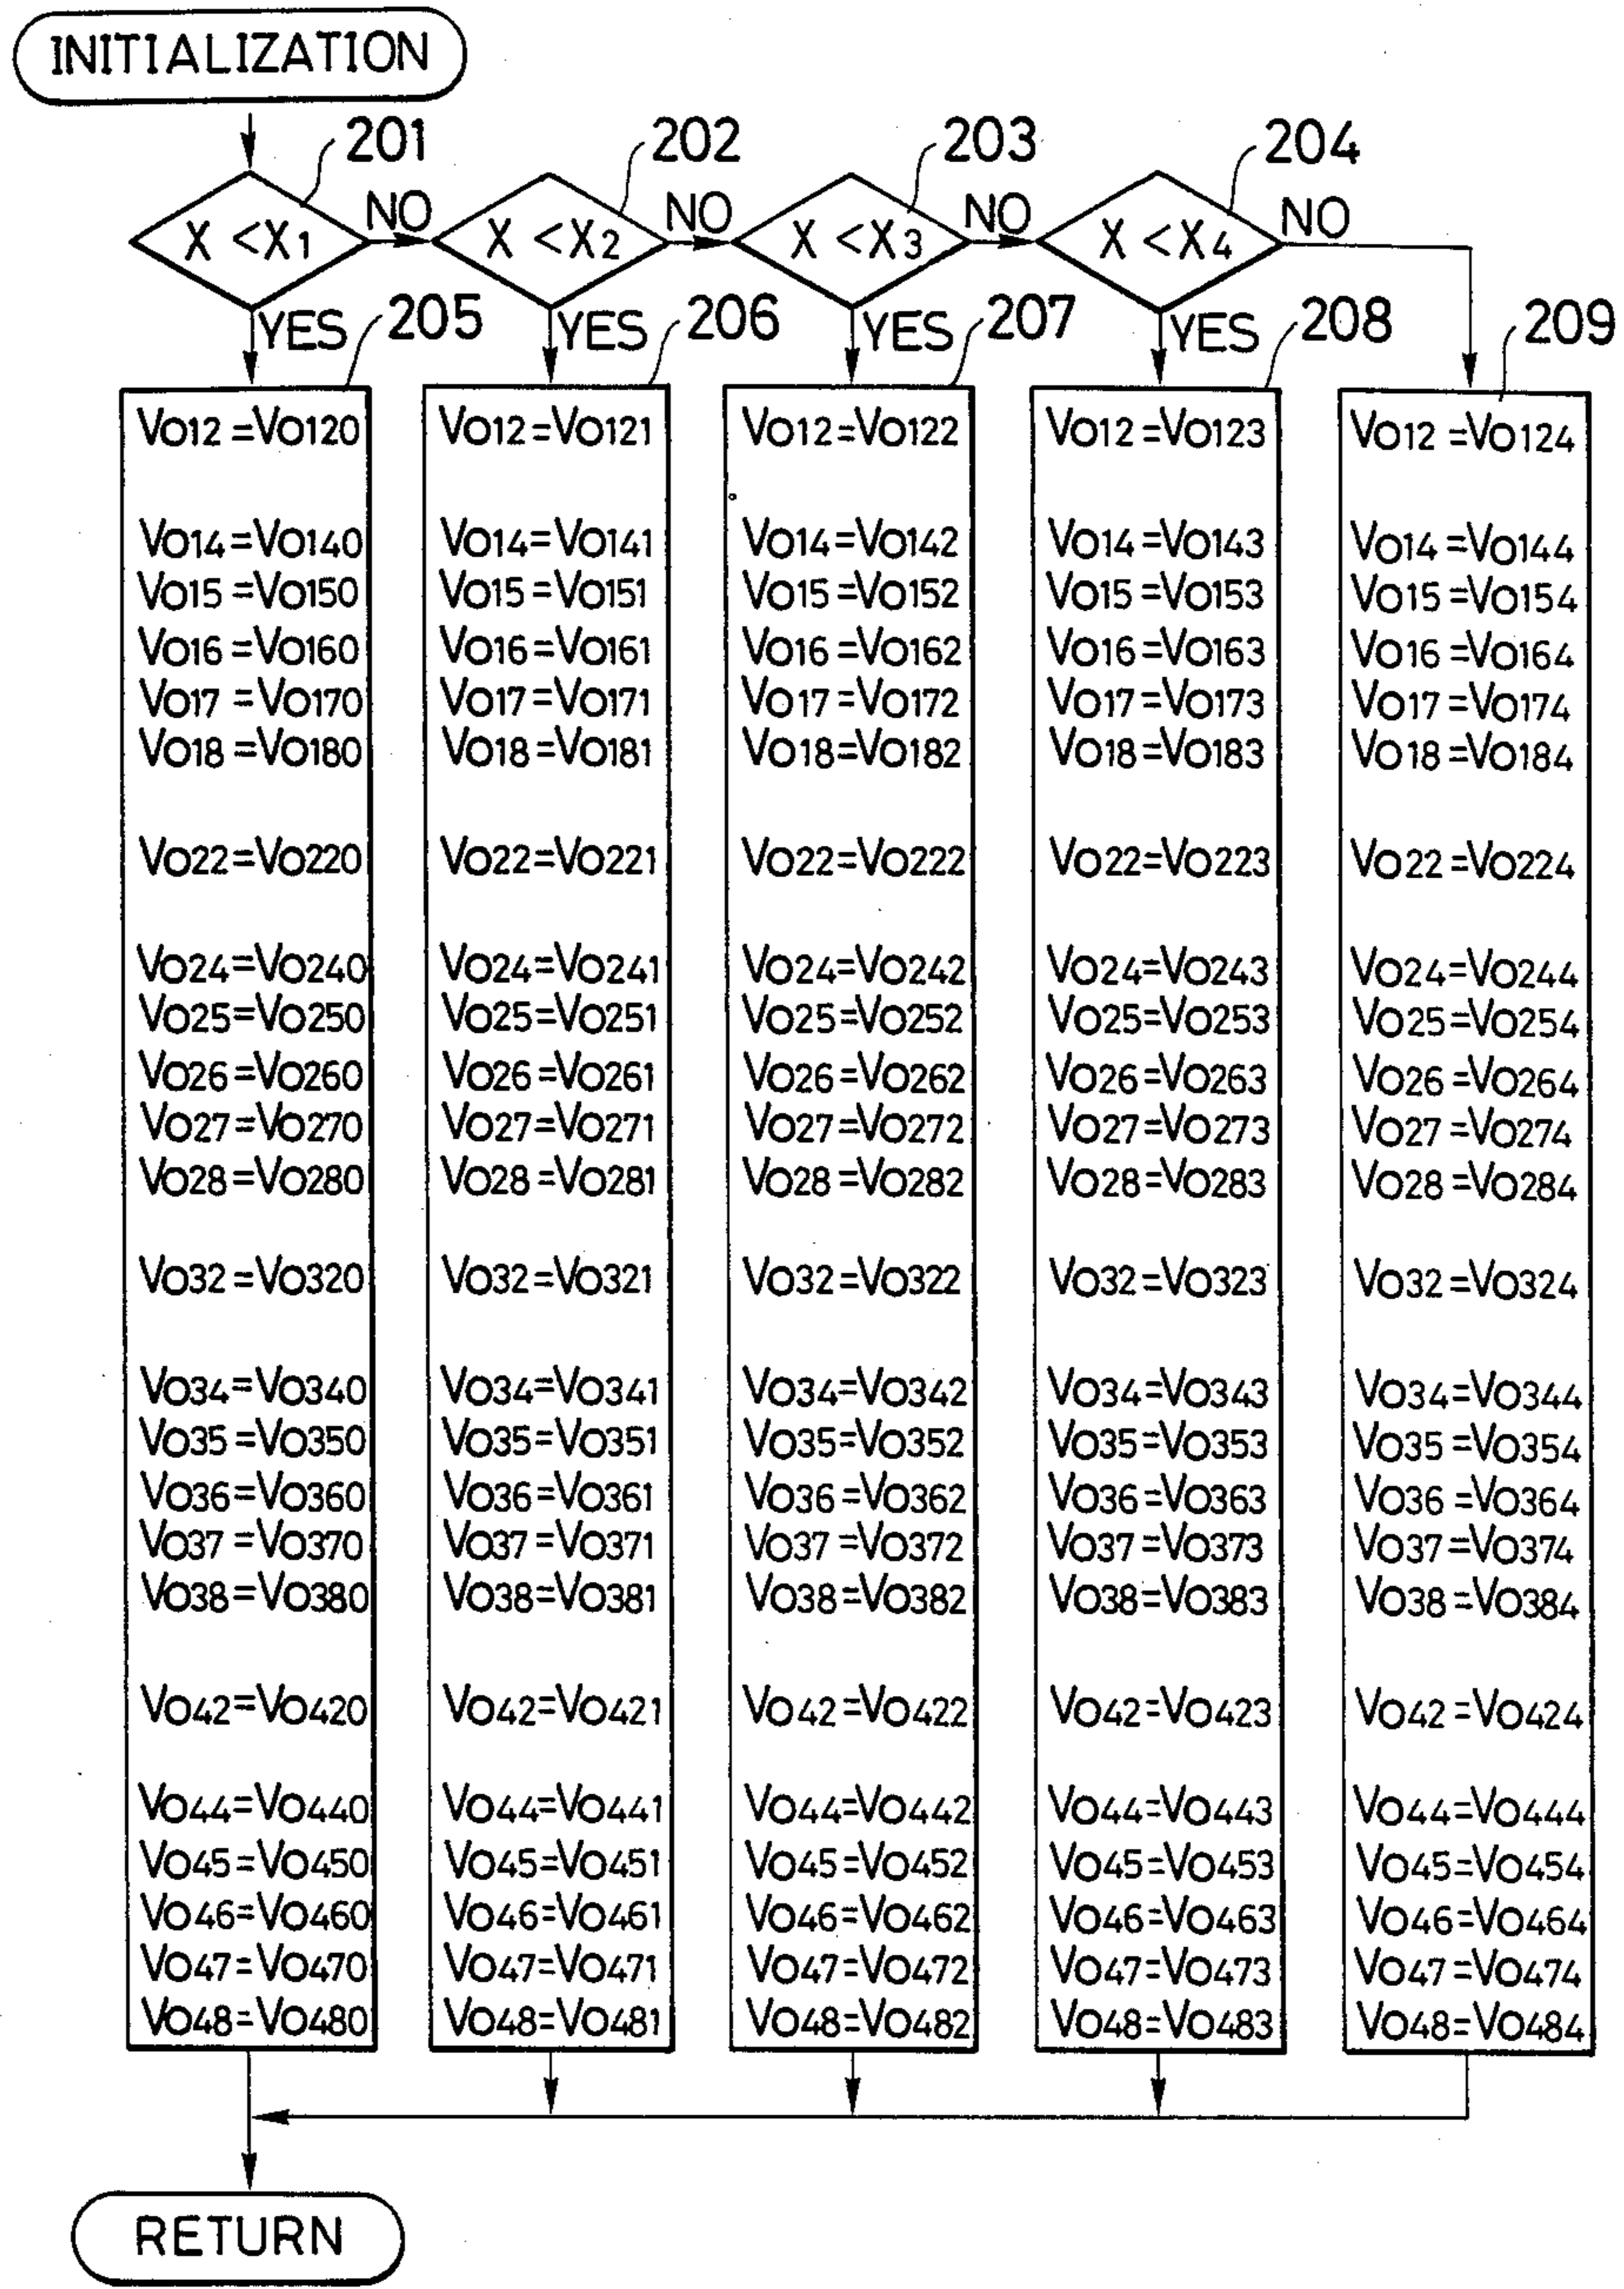 INITIALIZATION
201 202 203 204
X <X1 NO X <X2 NO X <X3 NO X <X4 NO
YES 205 YES 206 YES 207 YES 208 209
VO12=VO120 VO12=VO121 VO12=VO122 VO12=VO123 VO12=VO124
VO14=VO140 VO14=VO141 VO14=VO142 VO14=VO143 VO14=VO144
VO15=VO150 VO15=VO151 VO15=VO152 VO15=VO153 VO15=VO154
VO16=VO160 VO16=VO161 VO16=VO162 VO16=VO163 VO16=VO164
VO17=VO170 VO17=VO171 VO17=VO172 VO17=VO173 VO17=VO174
VO18=VO180 VO18=VO181 VO18=VO182 VO18=VO183 VO18=VO184
VO22=VO220 VO22=VO221 VO22=VO222 VO22=VO223 VO22=VO224
VO24=VO240 VO24=VO241 VO24=VO242 VO24=VO243 VO24=VO244
VO25=VO250 VO25=VO251 VO25=VO252 VO25=VO253 VO25=VO254
VO26=VO260 VO26=VO261 VO26=VO262 VO26=VO263 VO26=VO264
VO27=VO270 VO27=VO271 VO27=VO272 VO27=VO273 VO27=VO274
VO28=VO280 VO28=VO281 VO28=VO282 VO28=VO283 VO28=VO284
VO32=VO320 VO32=VO321 VO32=VO322 VO32=VO323 VO32=VO324
VO34=VO340 VO34=VO341 VO34=VO342 VO34=VO343 VO34=VO344
VO35=VO350 VO35=VO351 VO35=VO352 VO35=VO353 VO35=VO354
VO36=VO360 VO36=VO361 VO36=VO362 VO36=VO363 VO36=VO364
VO37=VO370 VO37=VO371 VO37=VO372 VO37=VO373 VO37=VO374
VO38=VO380 VO38=VO381 VO38=VO382 VO38=VO383 VO38=VO384
VO42=VO420 VO42=VO421 VO42=VO422 VO42=VO423 VO42=VO424
VO44=VO440 VO44=VO441 VO44=VO442 VO44=VO443 VO44=VO444
VO45=VO450 VO45=VO451 VO45=VO452 VO45=VO453 VO45=VO454
VO46=VO460 VO46=VO461 VO46=VO462 VO46=VO463 VO46=VO464
VO47=VO470 VO47=VO471 VO47=VO472 VO47=VO473 VO47=VO474
VO48=VO480 VO48=VO481 VO48=VO482 VO48=VO483 VO48=VO484
RETURN